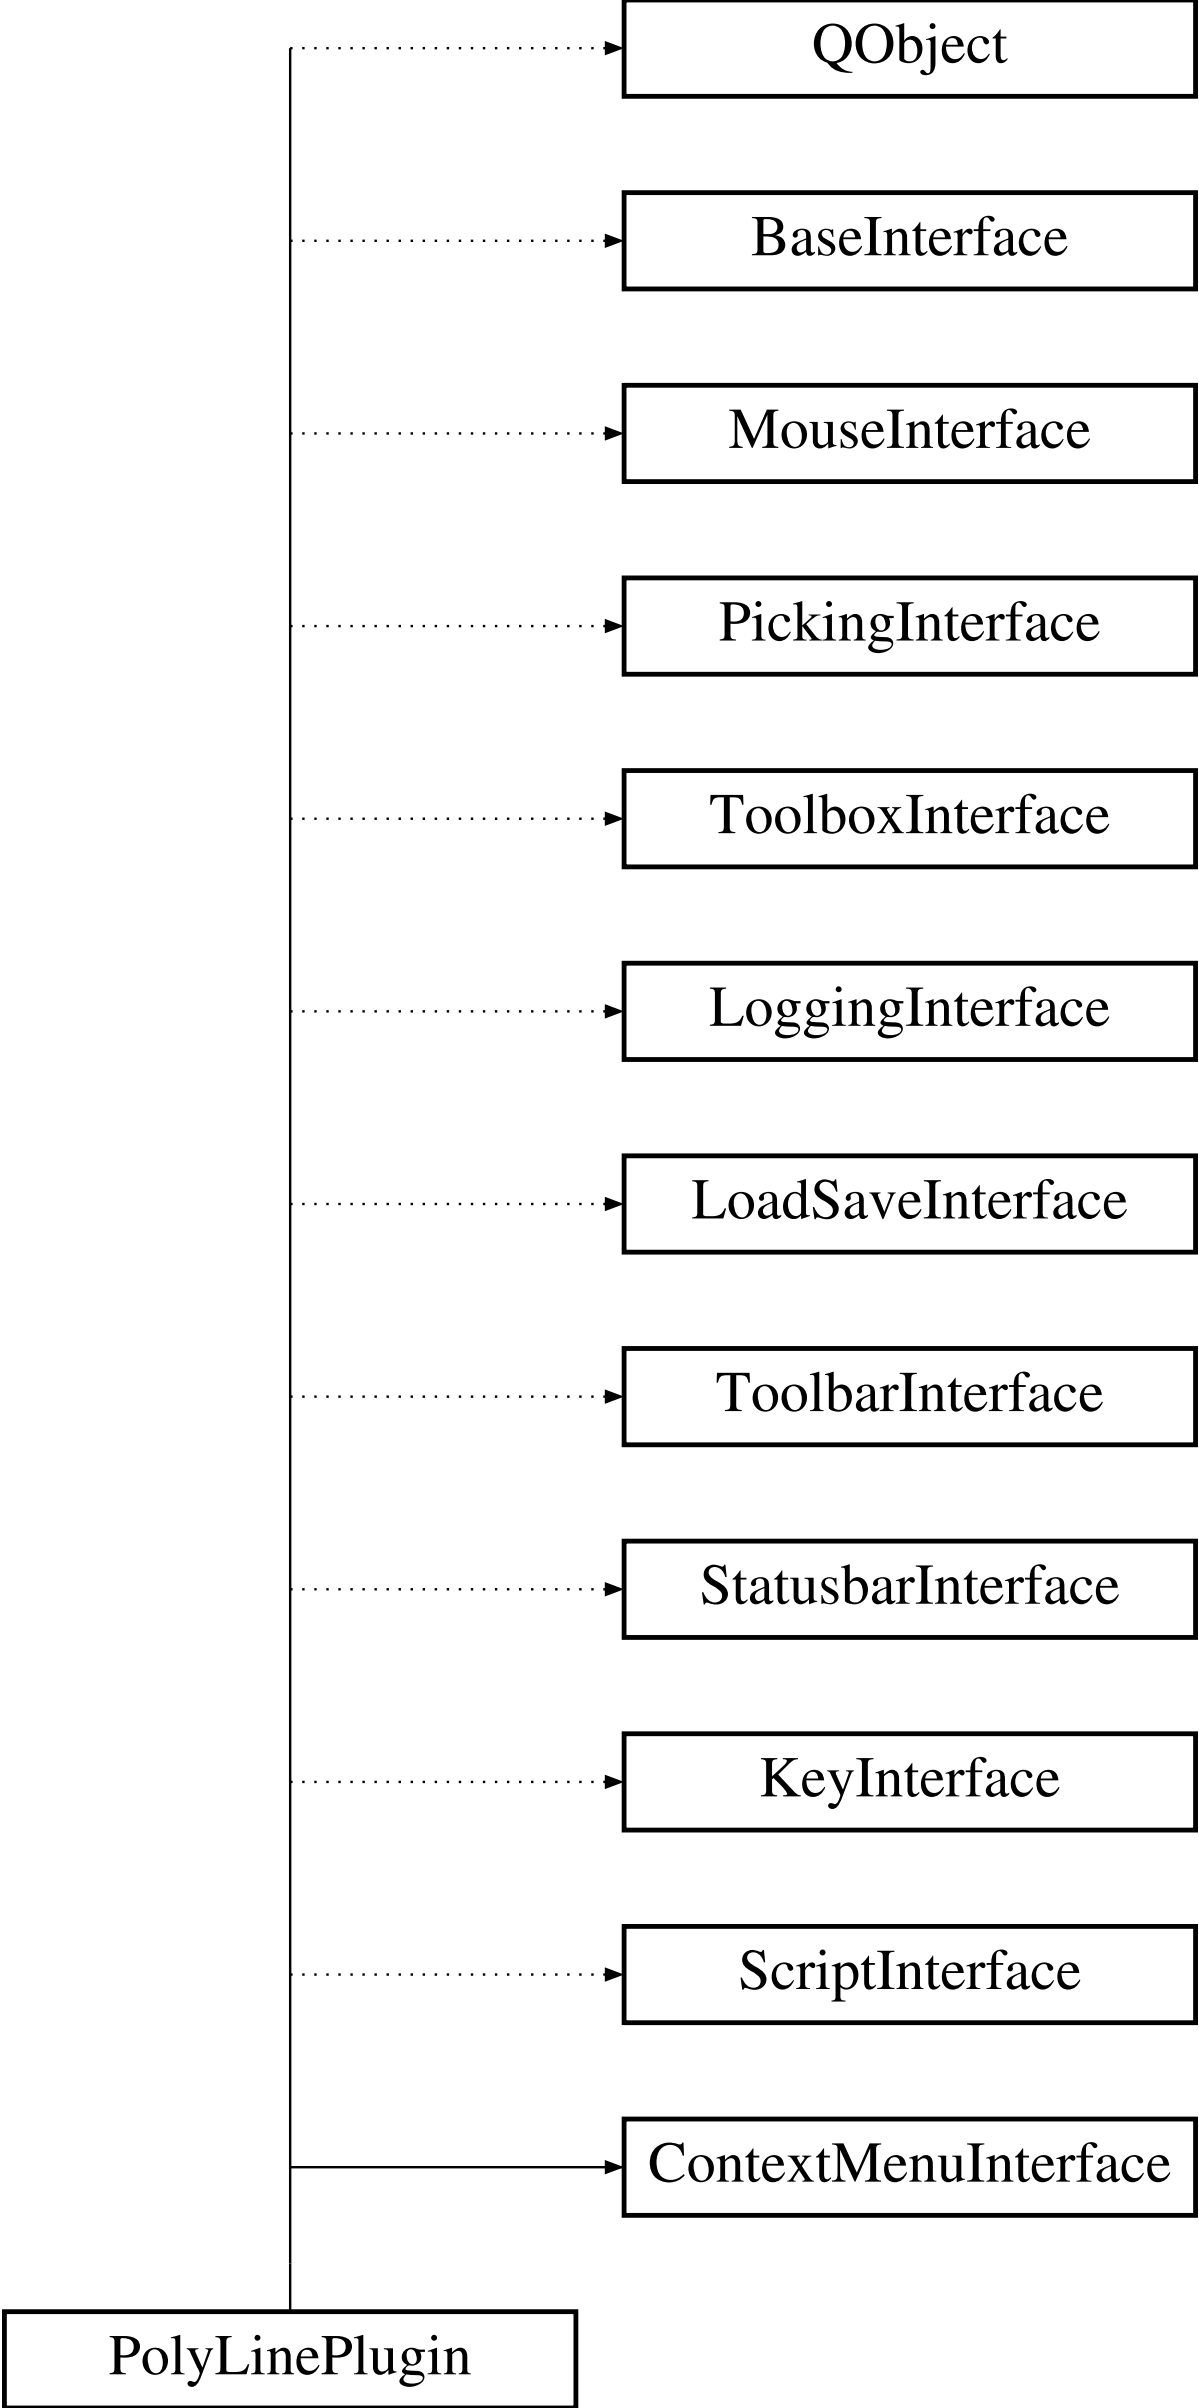 QObject
BaseInterface
MouseInterface
PickingInterface
ToolboxInterface
LoggingInterface
LoadSaveInterface
ToolbarInterface
StatusbarInterface
KeyInterface
ScriptInterface
ContextMenuInterface
PolyLinePlugin